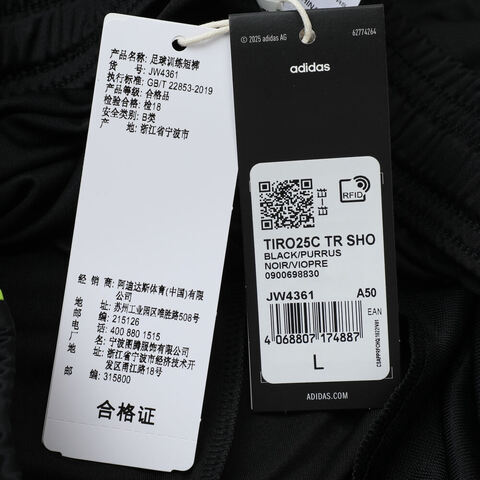 产品名称: 足球训练短裤
货 号: JW4361
执行标准: GB/T 22853-2019
产品等级: 合格品
检验合格: 检18
安全类别: B类
产 地: 浙江省宁波市
经 销 商: 阿迪达斯体育(中国)有限公司
地 址: 苏州工业园区唯胜路508号
邮 编: 215126
电 话: 400 880 1515
厂 名: 宁波图腾服饰有限公司
地 址: 浙江省宁波市经济技术开发区庐山江路18号
邮 编: 315800
合格证
© 2025 adidas AG
62774264
adidas
RFID
TIRO25C TR SHO
BLACK/PURRUS
NOIR/VIOPRE
0900698830
JW4361 A50
EAN
4 068807 174887
L
ADIDAS.COM